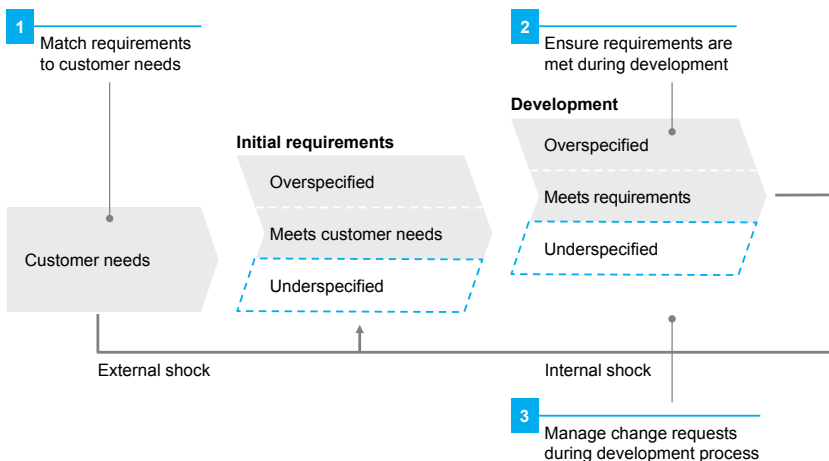 1
Match requirements
to customer needs
2
Ensure requirements are
met during development
Development
Initial requirements
Overspecified
Overspecified
Meets requirements
Customer needs
Meets customer needs
Underspecified
Underspecified
External shock
Internal shock
3
Manage change requests
during development process